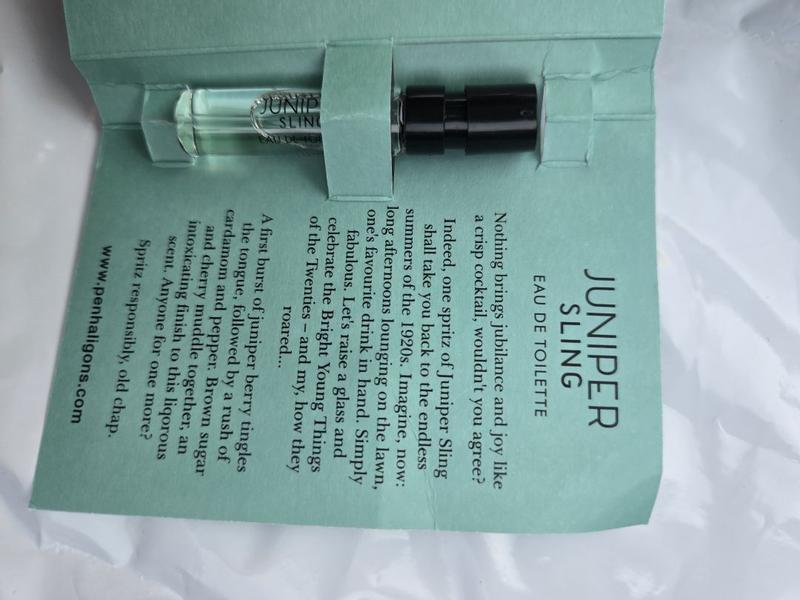 JUNIPER
SLING
EAU DE TOILETTE
Nothing brings jubilance and joy like
a crisp cocktail, wouldn't you agree?
Indeed, one spritz of Juniper Sling
shall take you back to the endless
summers of the 1920s. Imagine, now:
long afternoons lounging on the lawn,
one's favourite drink in hand. Simply
fabulous. Let's raise a glass and
celebrate the Bright Young Things
of the Twenties – and my, how they
roared...
A first burst of juniper berry tingles
the tongue, followed by a rush of
cardamom and pepper. Brown sugar
and cherry muddle together, an
intoxicating finish to this liqorous
scent. Anyone for one more?
Spritz responsibly, old chap.
www.penhaligons.com
JUNIP
SLING
EAU DE